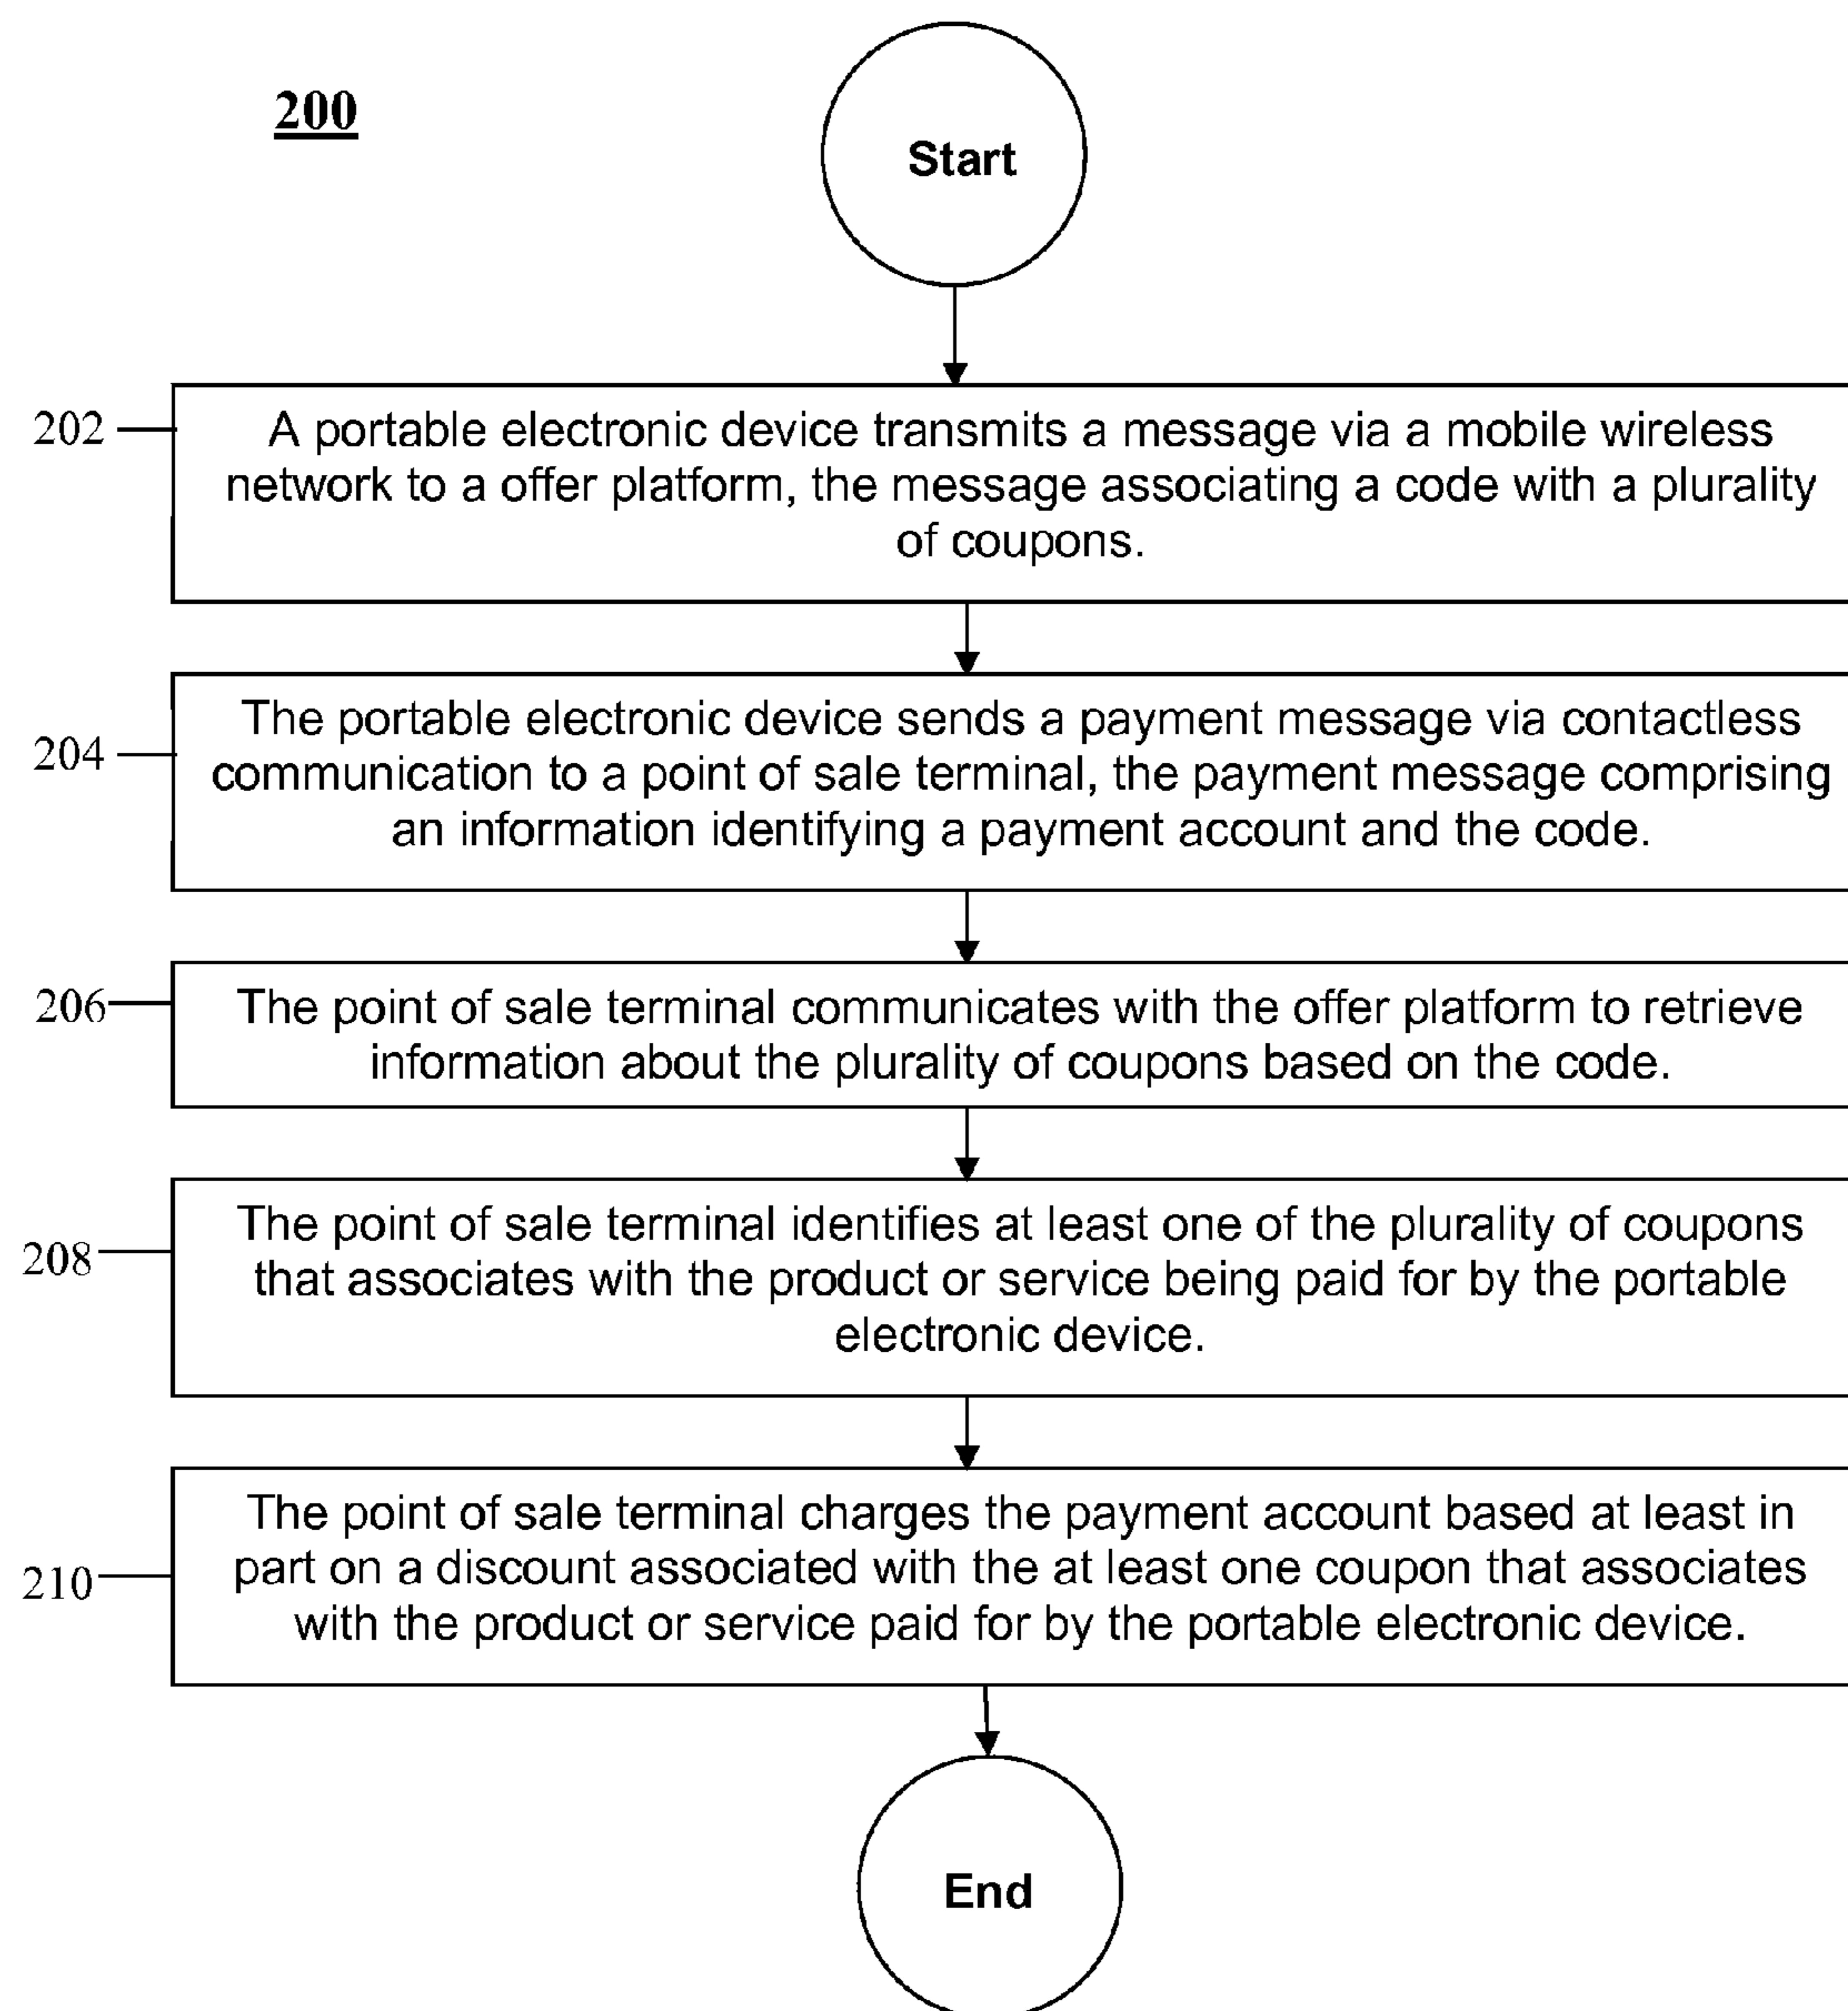 200
Start
202
A portable electronic device transmits a message via a mobile wireless
network to a offer platform, the message associating a code with a plurality
of coupons.
204
The portable electronic device sends a payment message via contactless
communication to a point of sale terminal, the payment message comprising
an information identifying a payment account and the code.
206
The point of sale terminal communicates with the offer platform to retrieve
information about the plurality of coupons based on the code.
208
The point of sale terminal identifies at least one of the plurality of coupons
that associates with the product or service being paid for by the portable
electronic device.
210
The point of sale terminal charges the payment account based at least in
part on a discount associated with the at least one coupon that associates
with the product or service paid for by the portable electronic device.
End